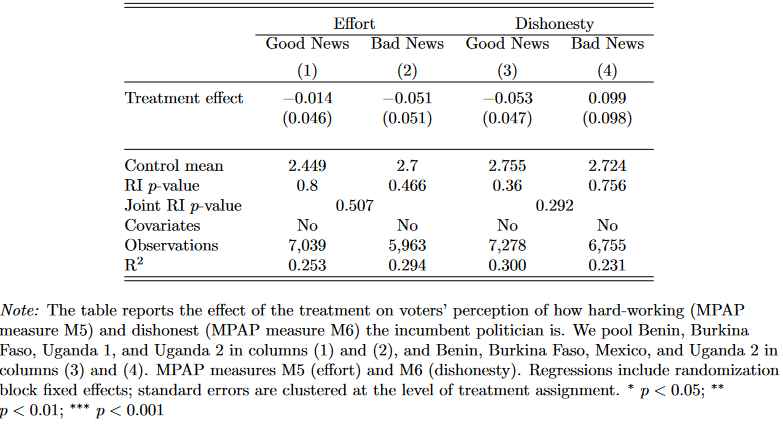 Effort Dishonesty
Good News Bad News Good News Bad News
(1) (2) (3) (4)
Treatment effect −0.014 −0.051 −0.053 0.099
(0.046) (0.051) (0.047) (0.098)
Control mean 2.449 2.7 2.755 2.724
RI p-value 0.8 0.466 0.36 0.756
Joint RI p-value 0.507 0.292
Covariates No No No No
Observations 7,039 5,963 7,278 6,755
R² 0.253 0.294 0.300 0.231
Note: The table reports the effect of the treatment on voters’ perception of how hard-working (MPAP
measure M5) and dishonest (MPAP measure M6) the incumbent politician is. We pool Benin, Burkina
Faso, Uganda 1, and Uganda 2 in columns (1) and (2), and Benin, Burkina Faso, Mexico, and Uganda 2 in
columns (3) and (4). MPAP measures M5 (effort) and M6 (dishonesty). Regressions include randomization
block fixed effects; standard errors are clustered at the level of treatment assignment. * p < 0.05; **
p < 0.01; *** p < 0.001